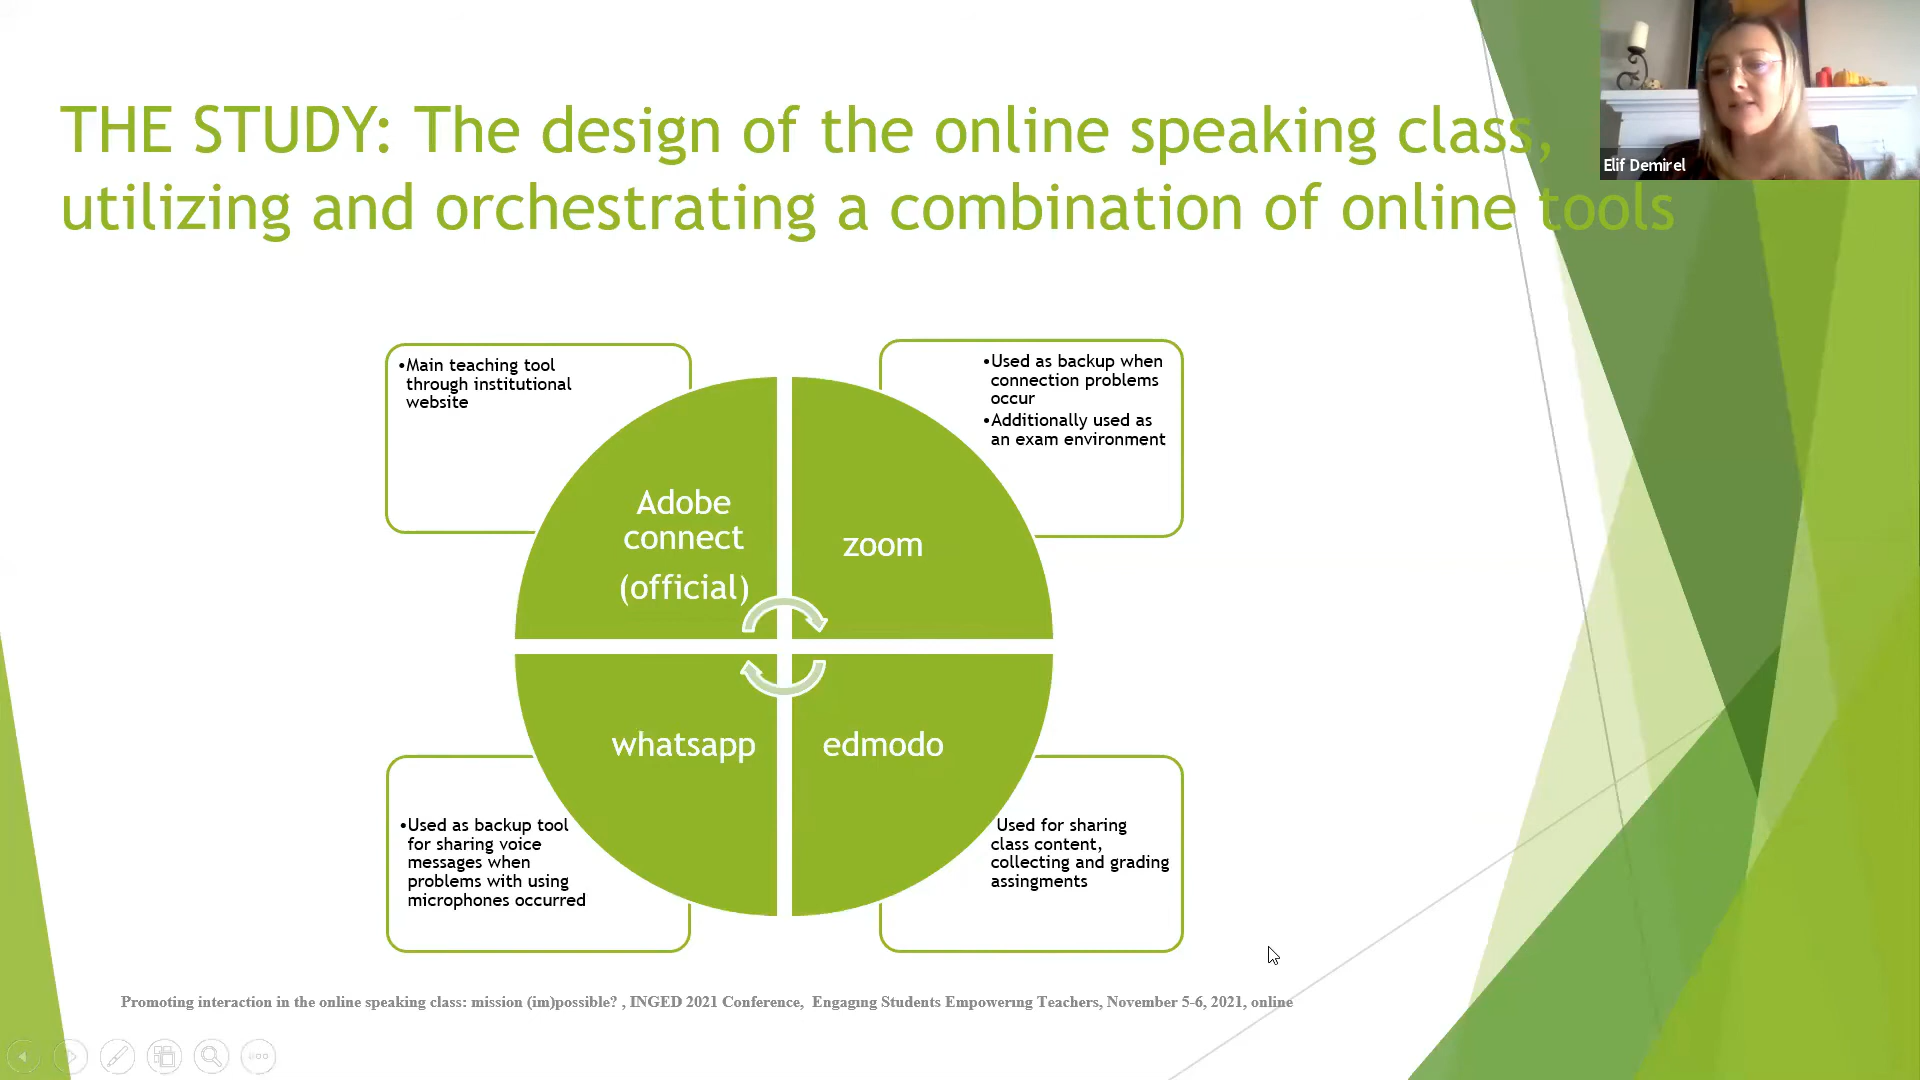 THE STUDY: The design of the online speaking class,
utilizing and orchestrating a combination of online tools
Elif Demirel
•Main teaching tool
through institutional
website
•Used as backup when
connection problems
occur
•Additionally used as
an exam environment
Adobe
connect
(official)
zoom
whatsapp
edmodo
•Used as backup tool
for sharing voice
messages when
problems with using
microphones occurred
Used for sharing
class content,
collecting and grading
assingments
Promoting interaction in the online speaking class: mission (im)possible? , INGED 2021 Conference, Engagıng Students Empowerıng Teachers, November 5-6, 2021, online